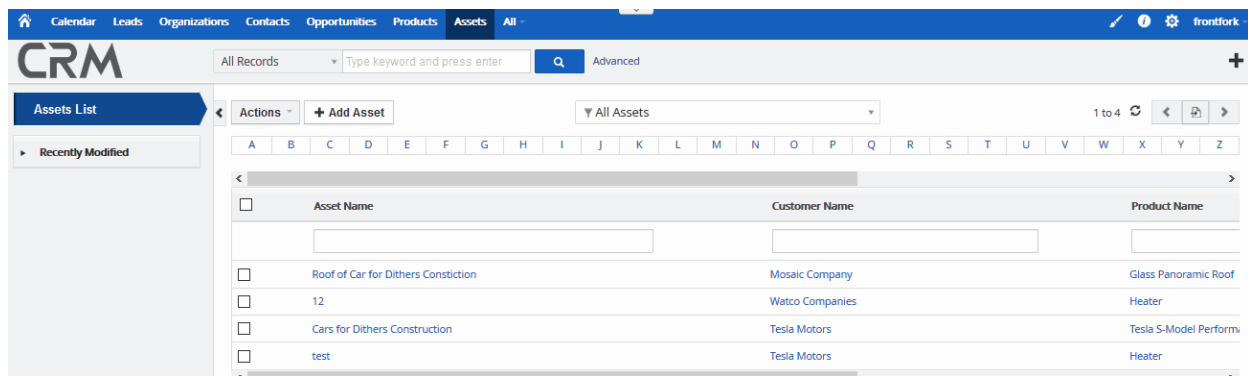 Calendar Leads Organizations Contacts Opportunities Products Assets All frontfork
CRM All Records Type keyword and press enter Advanced
Assets List Actions + Add Asset All Assets 1 to 4
Recently Modified A B C D E F G H I J K L M N O P Q R S T U V W X Y Z
Asset Name Customer Name Product Name
Roof of Car for Dithers Constiction Mosaic Company Glass Panoramic Roof
12 Watco Companies Heater
Cars for Dithers Construction Tesla Motors Tesla S-Model Performa
test Tesla Motors Heater